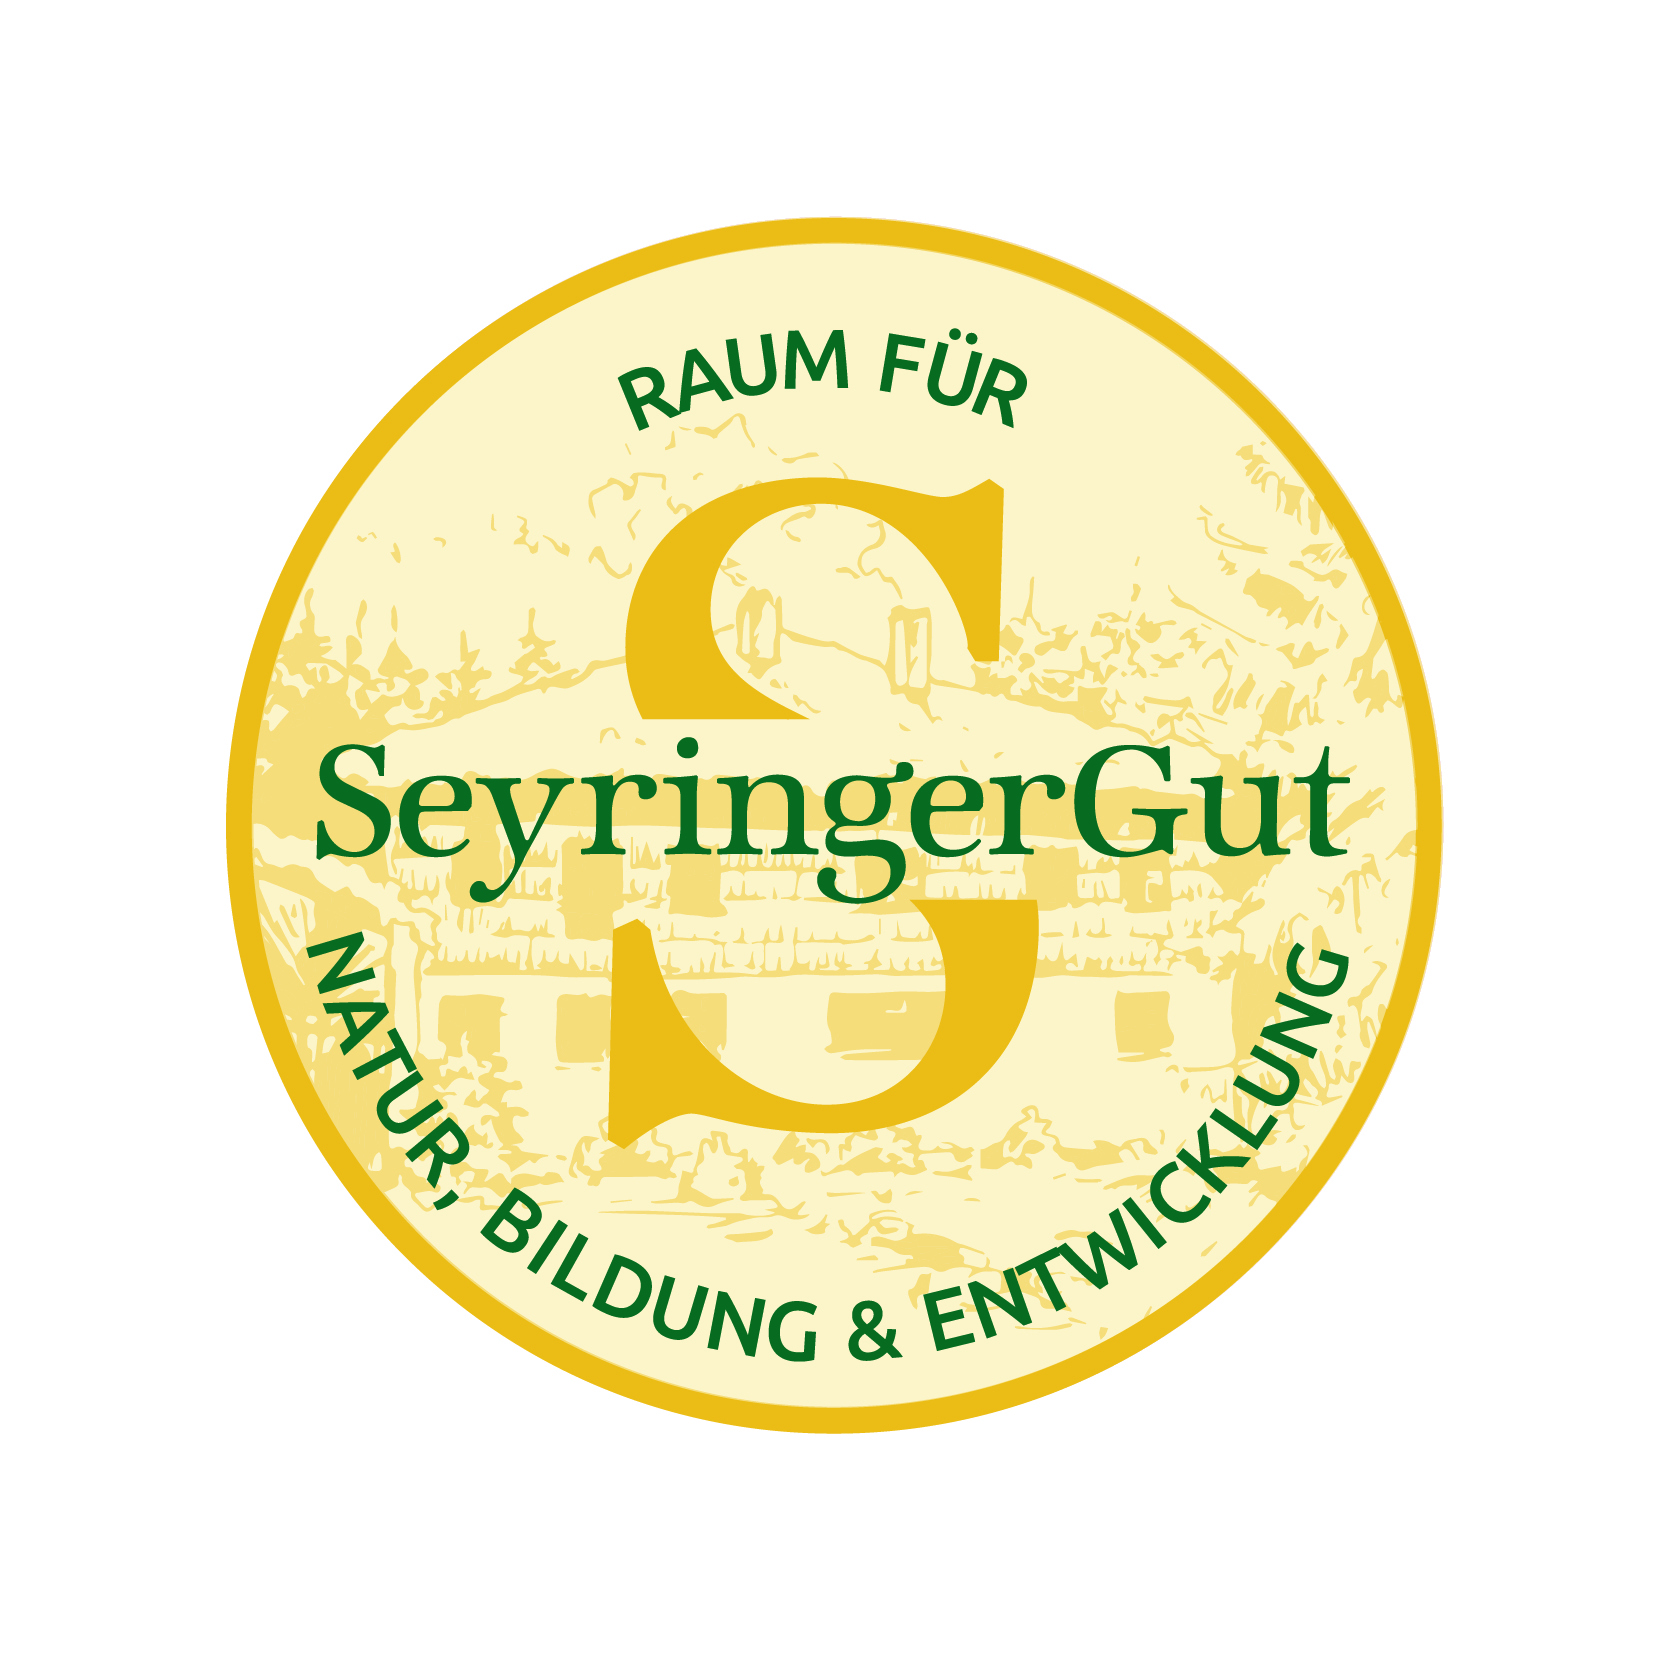 RAUM FÜR
S
SeyringerGut
NATUR, BILDUNG & ENTWICKLUNG